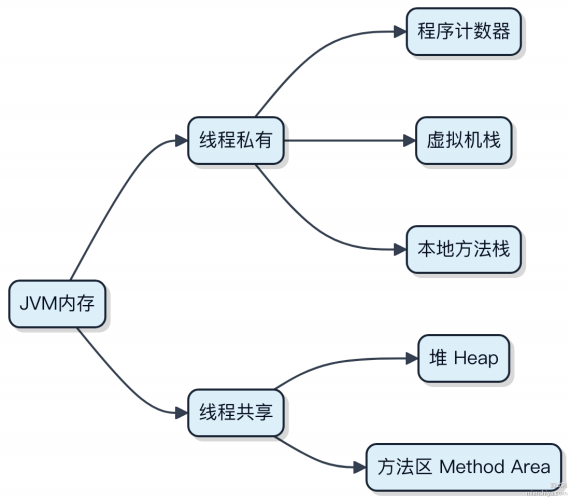 程序计数器
线程私有
虚拟机栈
本地方法栈
JVM内存
堆 Heap
线程共享
方法区 Method Area